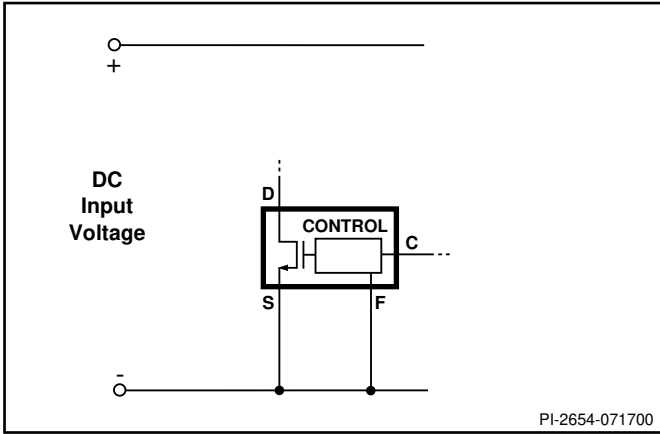 +
DC
Input
Voltage
D
CONTROL
C
S
F
-
PI-2654-071700